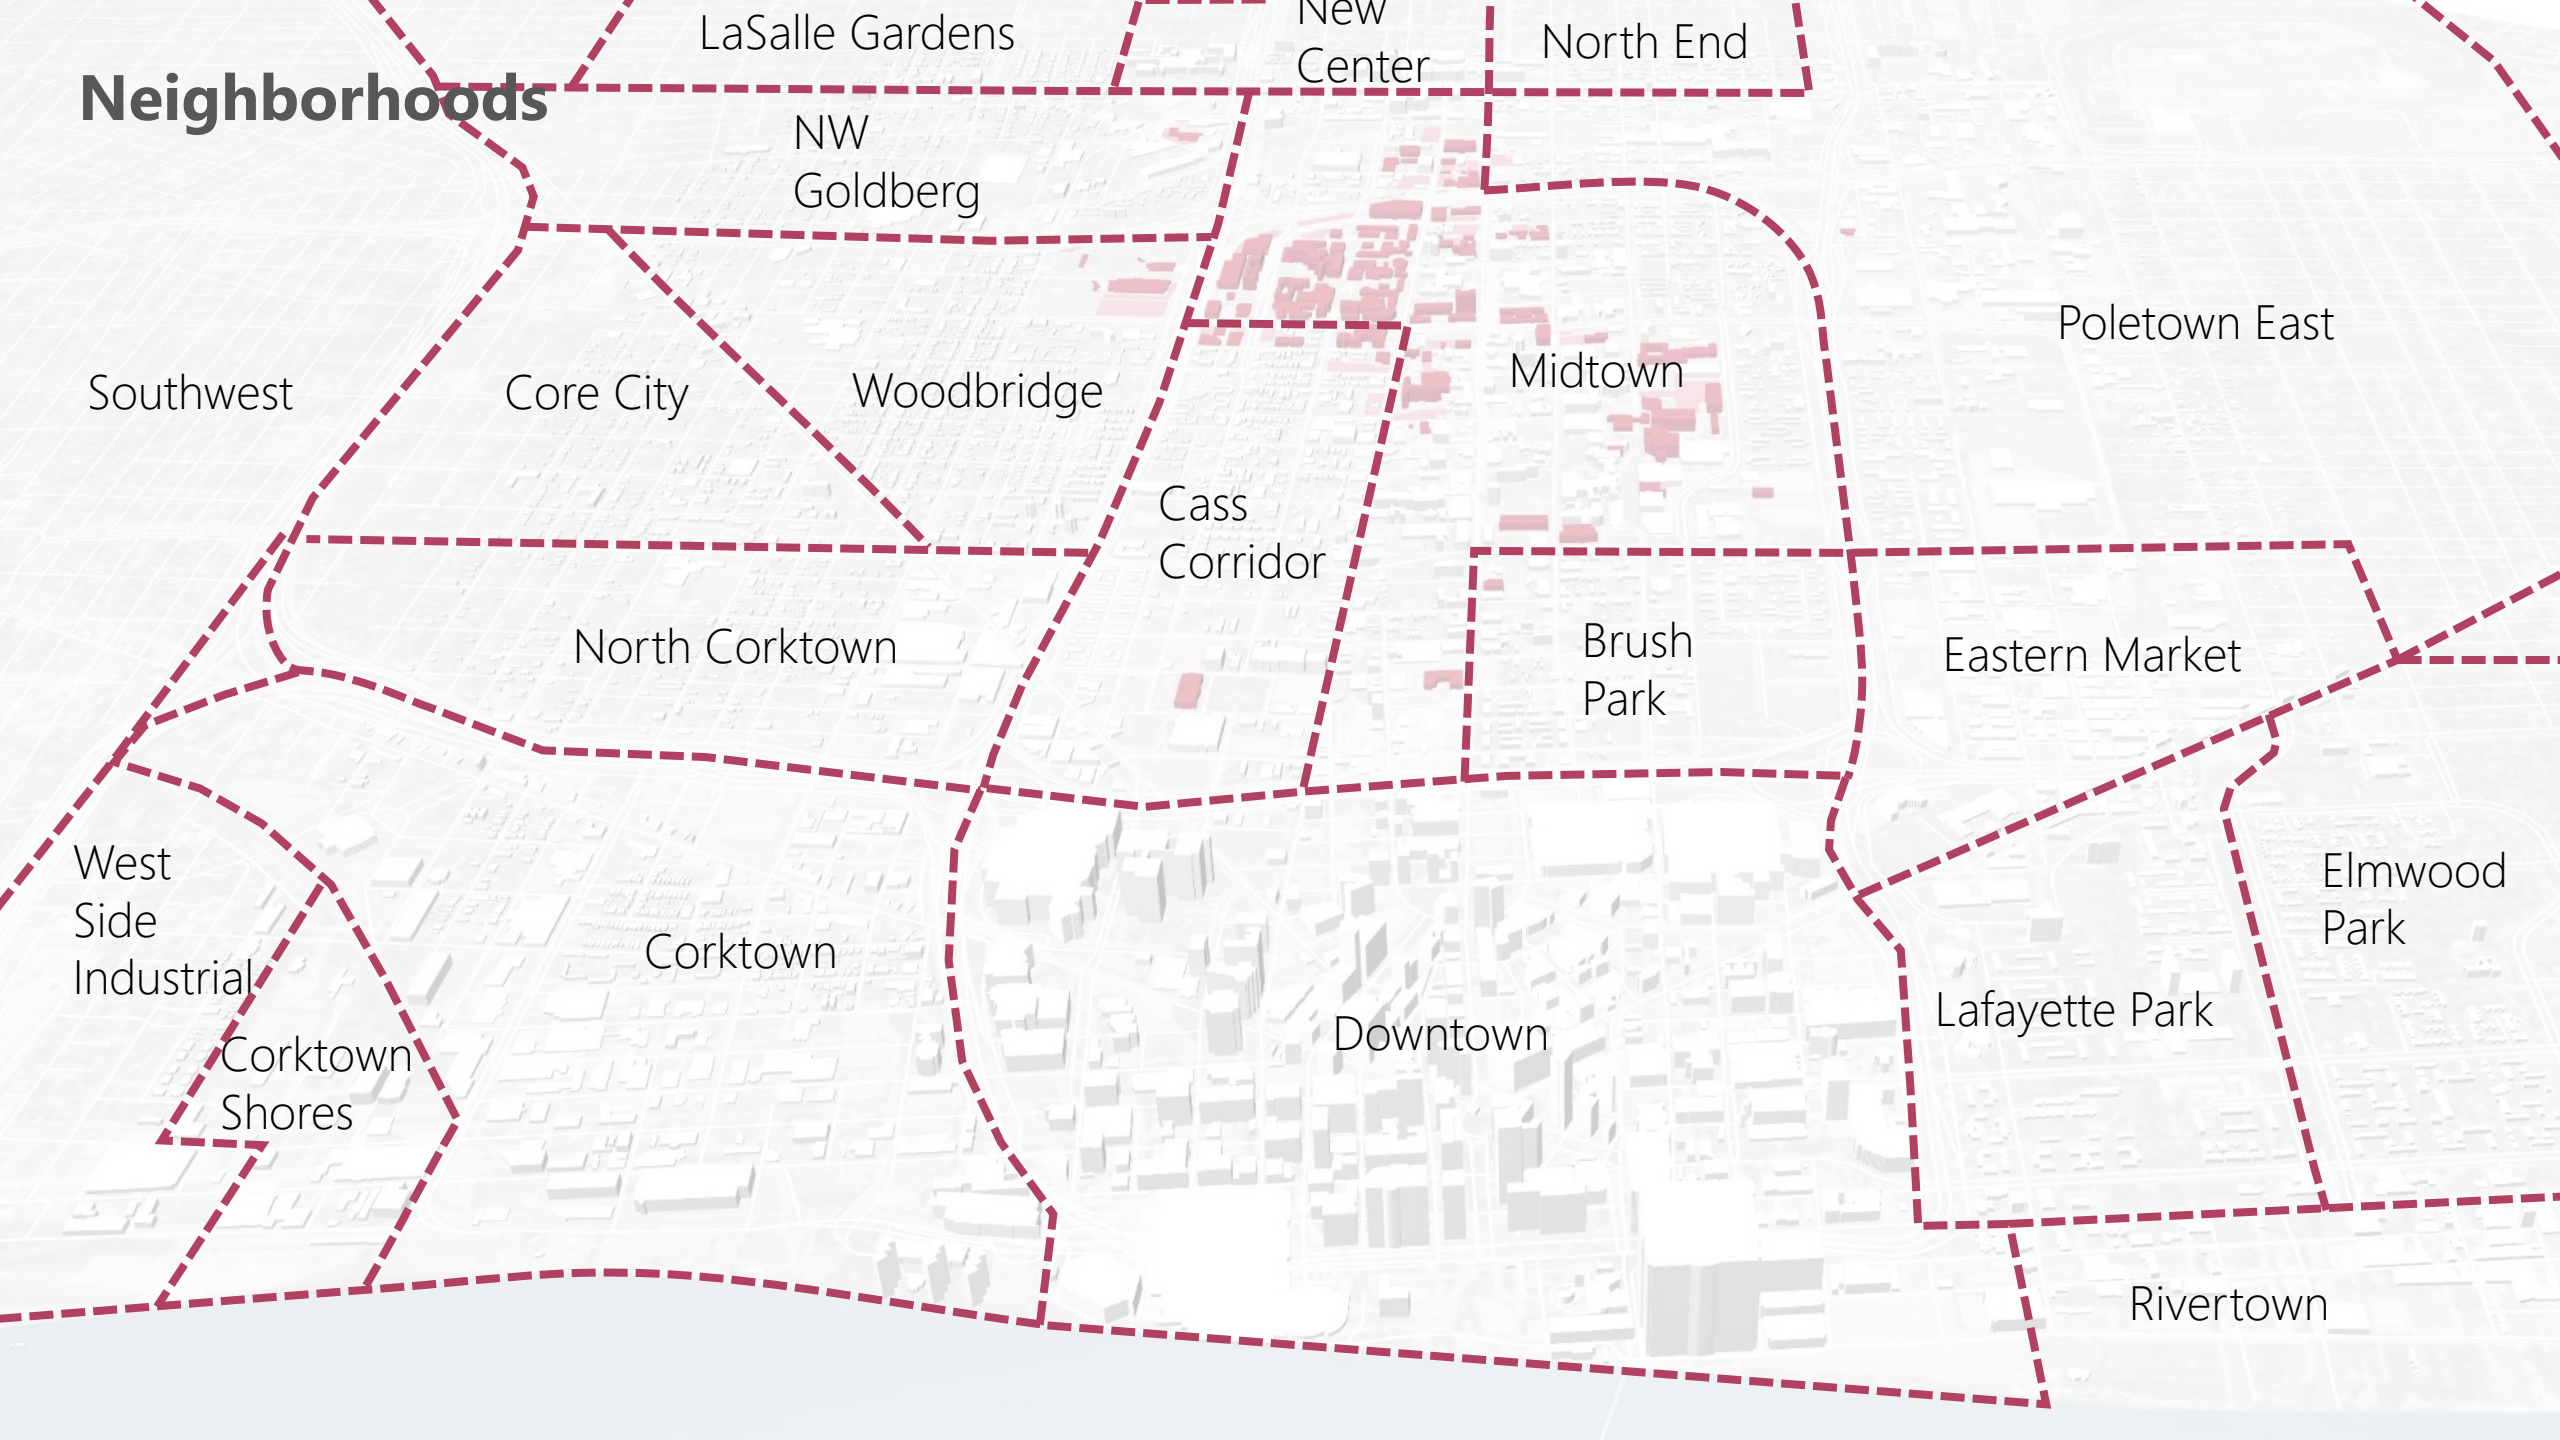 Neighborhoods
LaSalle Gardens
New
Center
North End
NW
Goldberg
Southwest
Core City
Woodbridge
Midtown
Poletown East
Cass
Corridor
North Corktown
Brush
Park
Eastern Market
West
Side
Industrial
Corktown
Shores
Corktown
Downtown
Lafayette Park
Elmwood
Park
Rivertown